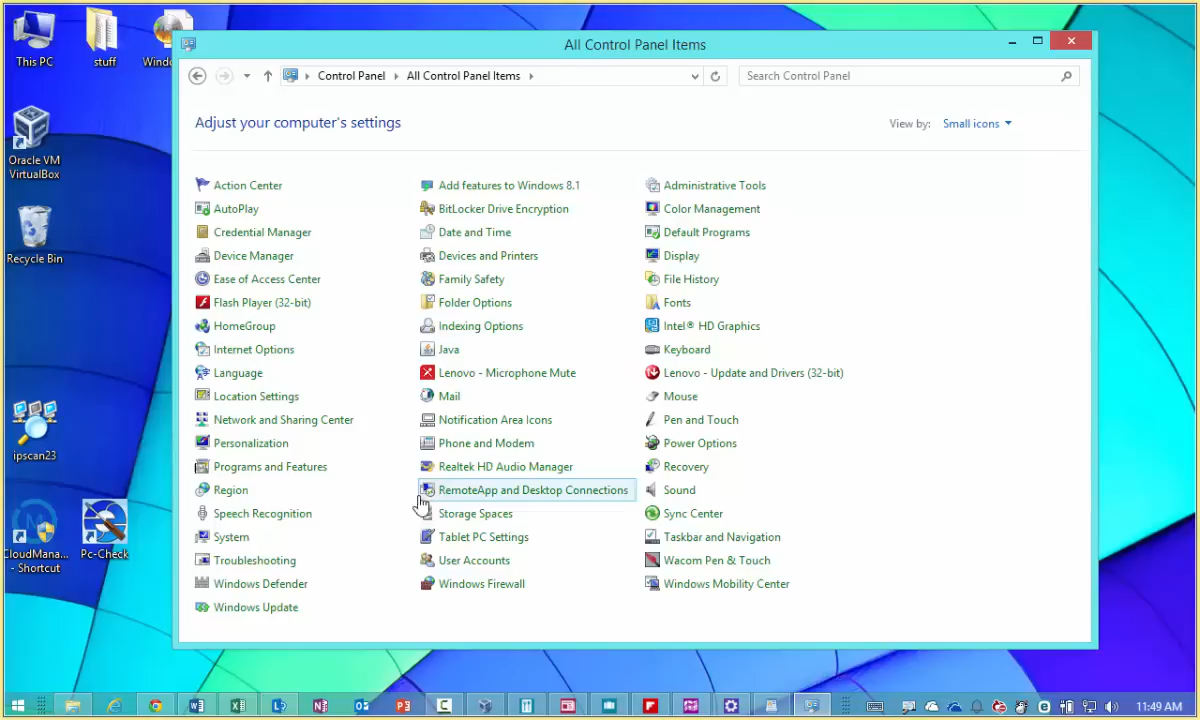 This PC
stuff
Windo
Oracle VM
VirtualBox
Recycle Bin
ipscan23
CloudMana...
- Shortcut
Pc-Check
All Control Panel Items
Control Panel
All Control Panel Items
Search Control Panel
Adjust your computer's settings
View by: Small icons
Action Center
Add features to Windows 8.1
Administrative Tools
AutoPlay
BitLocker Drive Encryption
Color Management
Credential Manager
Date and Time
Default Programs
Device Manager
Devices and Printers
Display
Ease of Access Center
Family Safety
File History
Flash Player (32-bit)
Folder Options
Fonts
HomeGroup
Indexing Options
Intel® HD Graphics
Internet Options
Java
Keyboard
Language
Lenovo - Microphone Mute
Lenovo - Update and Drivers (32-bit)
Location Settings
Mail
Mouse
Network and Sharing Center
Notification Area Icons
Pen and Touch
Personalization
Phone and Modem
Power Options
Programs and Features
Realtek HD Audio Manager
Recovery
Region
RemoteApp and Desktop Connections
Sound
Speech Recognition
Storage Spaces
Sync Center
System
Tablet PC Settings
Taskbar and Navigation
Troubleshooting
User Accounts
Wacom Pen & Touch
Windows Defender
Windows Firewall
Windows Mobility Center
Windows Update
11:49 AM